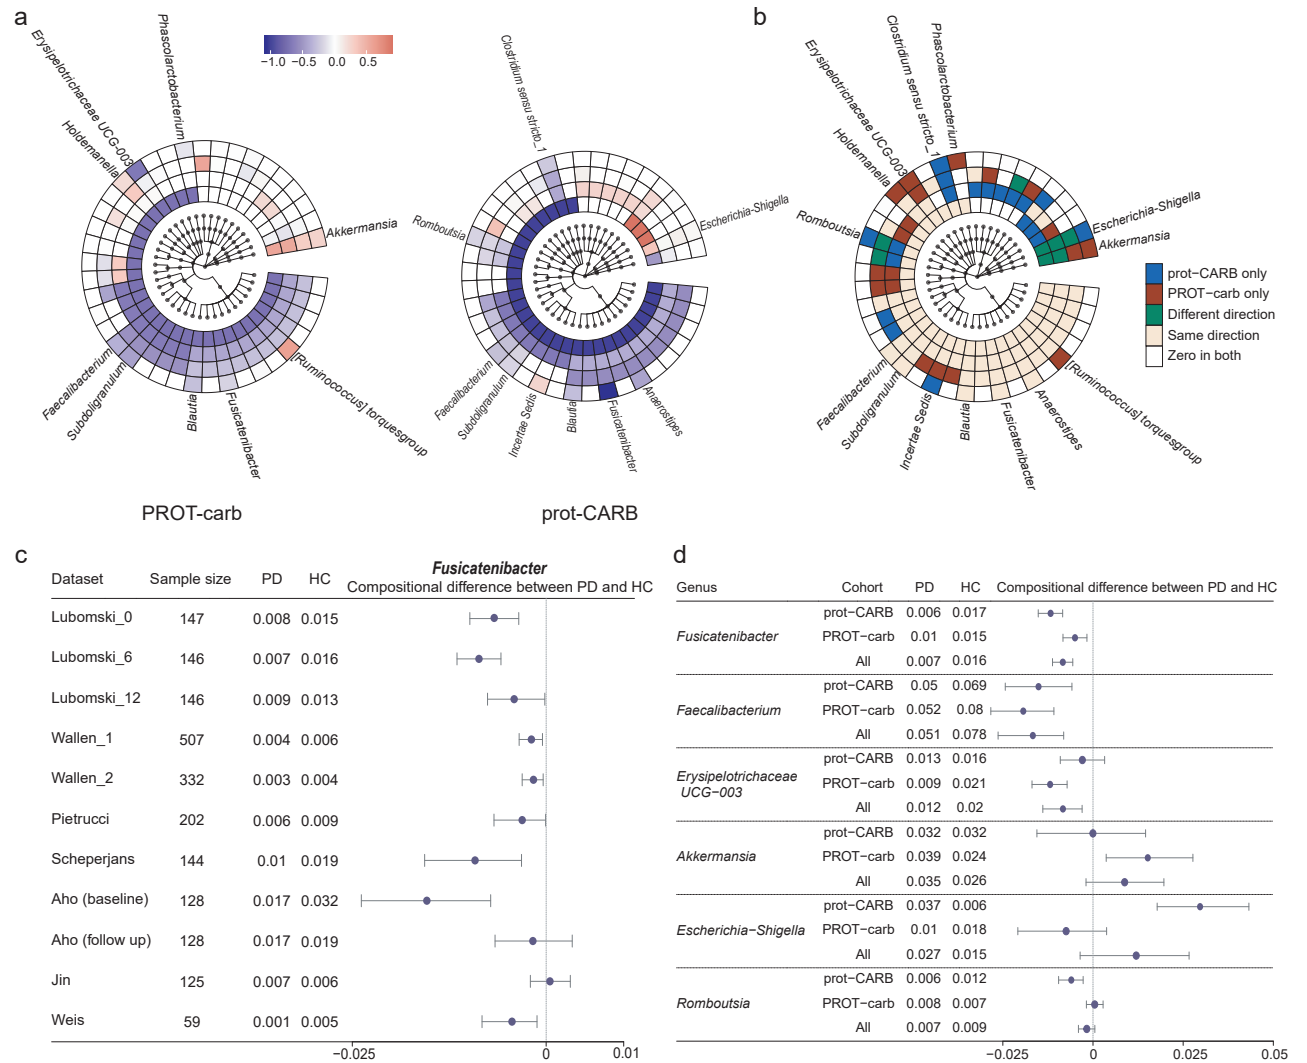 a
Phascolarctobacterium
Erysipelotrichaceae UCG-003
Holdemanella
Akkermansia
Faecalibacterium
Subdoligranulum
Blautia
Fusicatenibacter
[Ruminococcus] torquesgroup
PROT-carb
−1.0 −0.5 0.0 0.5
Clostridium sensu stricto_1
Romboutsia
Escherichia-Shigella
Faecalibacterium
Subdoligranulum
Incertae Sedis
Blautia
Fusicatenibacter
Anaerostipes
prot-CARB
b
Phascolarctobacterium
Clostridium sensu stricto_1
Erysipelotrichaceae UCG-003
Holdemanella
Romboutsia
Escherichia-Shigella
Akkermansia
Faecalibacterium
Subdoligranulum
Incertae Sedis
Blautia
Fusicatenibacter
Anaerostipes
[Ruminococcus] torquesgroup
prot-CARB only
PROT−carb only
Different direction
Same direction
Zero in both
c
Fusicatenibacter
Dataset Sample size PD HC Compositional difference between PD and HC
Lubomski_0 147 0.008 0.015
Lubomski_6 146 0.007 0.016
Lubomski_12 146 0.009 0.013
Wallen_1 507 0.004 0.006
Wallen_2 332 0.003 0.004
Pietrucci 202 0.006 0.009
Scheperjans 144 0.01 0.019
Aho (baseline) 128 0.017 0.032
Aho (follow up) 128 0.017 0.019
Jin 125 0.007 0.006
Weis 59 0.001 0.005
−0.025 0 0.01
d
Genus Cohort PD HC Compositional difference between PD and HC
prot−CARB 0.006 0.017
Fusicatenibacter PROT−carb 0.01 0.015
All 0.007 0.016
prot−CARB 0.05 0.069
Faecalibacterium PROT−carb 0.052 0.08
All 0.051 0.078
prot−CARB 0.013 0.016
Erysipelotrichaceae UCG−003 PROT−carb 0.009 0.021
All 0.012 0.02
prot−CARB 0.032 0.032
Akkermansia PROT−carb 0.039 0.024
All 0.035 0.026
prot−CARB 0.037 0.006
Escherichia−Shigella PROT−carb 0.01 0.018
All 0.027 0.015
prot−CARB 0.006 0.012
Romboutsia PROT−carb 0.008 0.007
All 0.007 0.009
−0.025 0 0.025 0.05